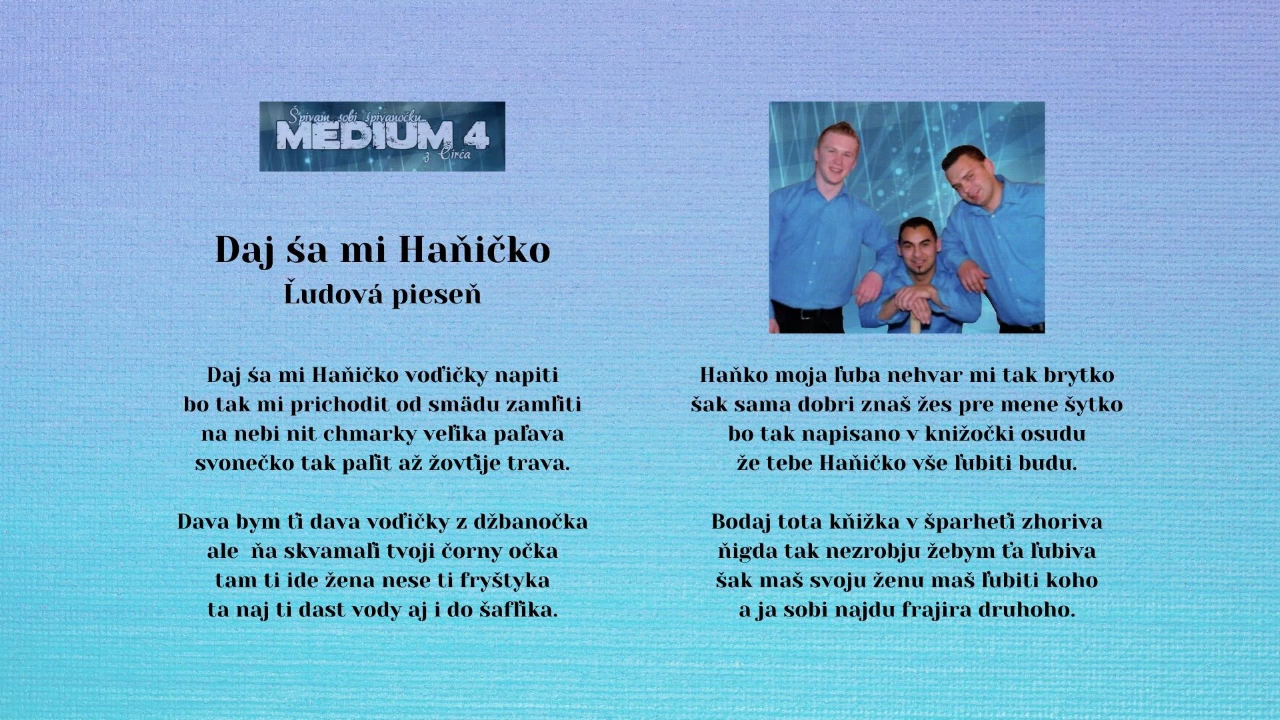 Špivam sobi špivanočku
MEDIUM 4
z Čirča
Daj śa mi Haňičko
Ľudová pieseň
Daj śa mi Haňičko voďičky napiti
bo tak mi prichodit od smädu zamľiti
na nebi nit chmarky veľika paľava
svonečko tak paľit až žovťije trava.
Dava bym ťi dava voďičky z džbanočka
ale  ňa skvamaľi tvoji čorny očka
tam ti ide žena nese ti fryštyka
ta naj ti dast vody aj i do šafľika.
Haňko moja ľuba nehvar mi tak brytko
šak sama dobri znaš žes pre mene šytko
bo tak napisano v knižočki osudu
že tebe Haňičko vše ľubiti budu.
Bodaj tota kňižka v šparheťi zhoriva
ňigda tak nezrobju žebym ťa ľubiva
šak maš svoju ženu maš ľubiti koho
a ja sobi najdu frajira druhoho.